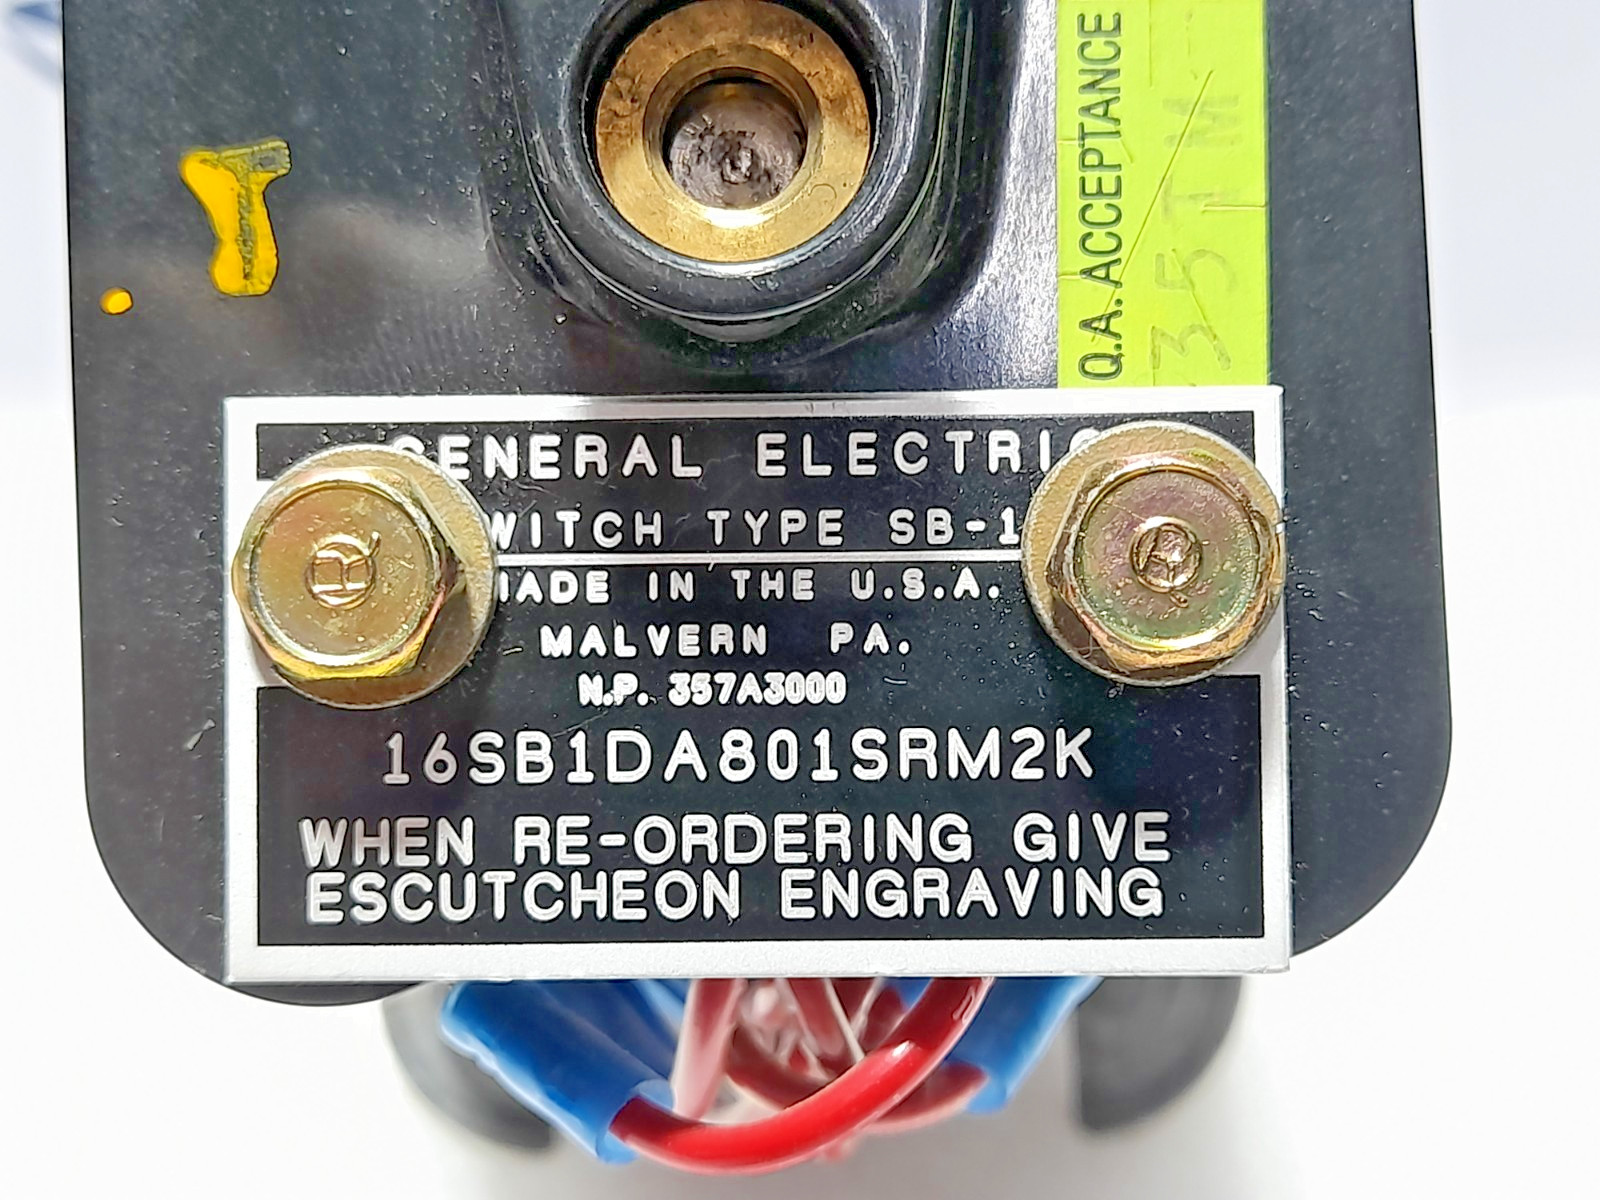 Q.A. ACCEPTANCE
GENERAL ELECTRIC
SWITCH TYPE SB-1
MADE IN THE U.S.A.
MALVERN PA.
N.P. 357A3000
16SB1DA801SRM2K
WHEN RE-ORDERING GIVE
ESCUTCHEON ENGRAVING